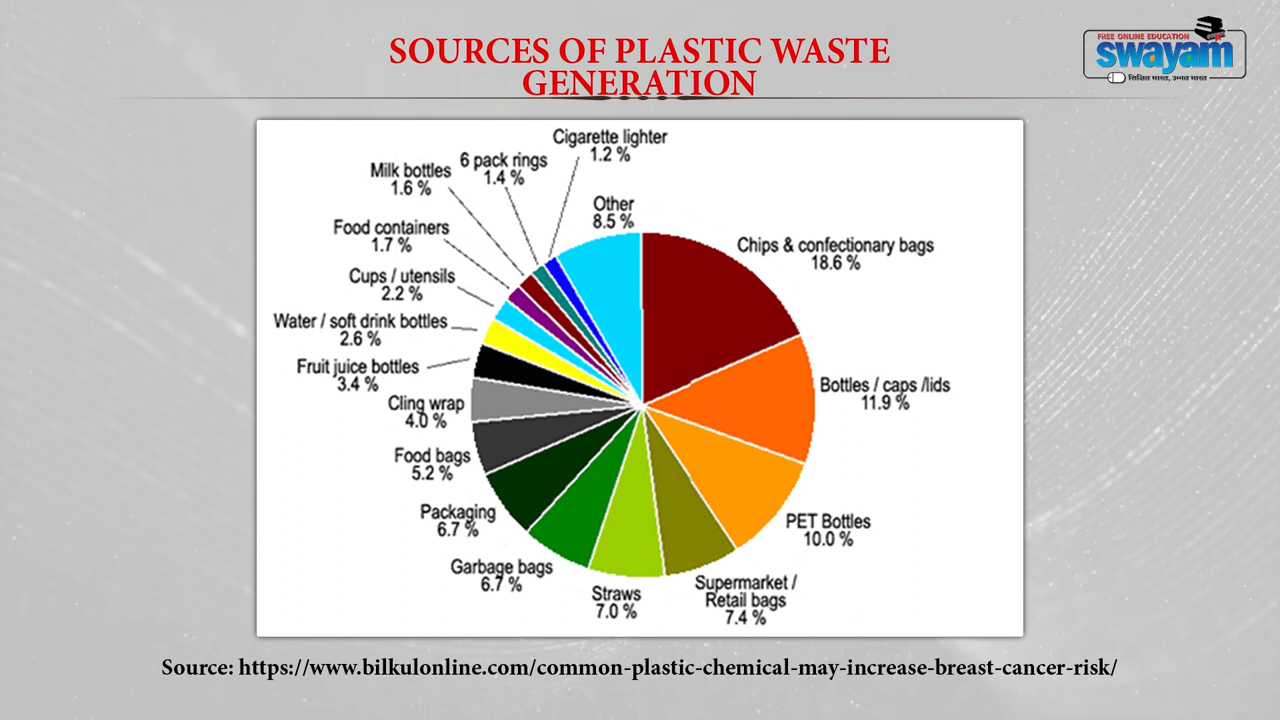 SOURCES OF PLASTIC WASTE
GENERATION
FREE ONLINE EDUCATION
swayam
शिक्षित भारत, उन्नत भारत
Cigarette lighter
1.2 %
6 pack rings
1.4 %
Milk bottles
1.6 %
Other
8.5 %
Food containers
1.7 %
Chips & confectionary bags
18.6 %
Cups / utensils
2.2 %
Water / soft drink bottles
2.6 %
Fruit juice bottles
3.4 %
Bottles / caps /lids
11.9 %
Cling wrap
4.0 %
Food bags
5.2 %
Packaging
6.7 %
PET Bottles
10.0 %
Garbage bags
6.7 %
Straws
7.0 %
Supermarket /
Retail bags
7.4 %
Source: https://www.bilkulonline.com/common-plastic-chemical-may-increase-breast-cancer-risk/